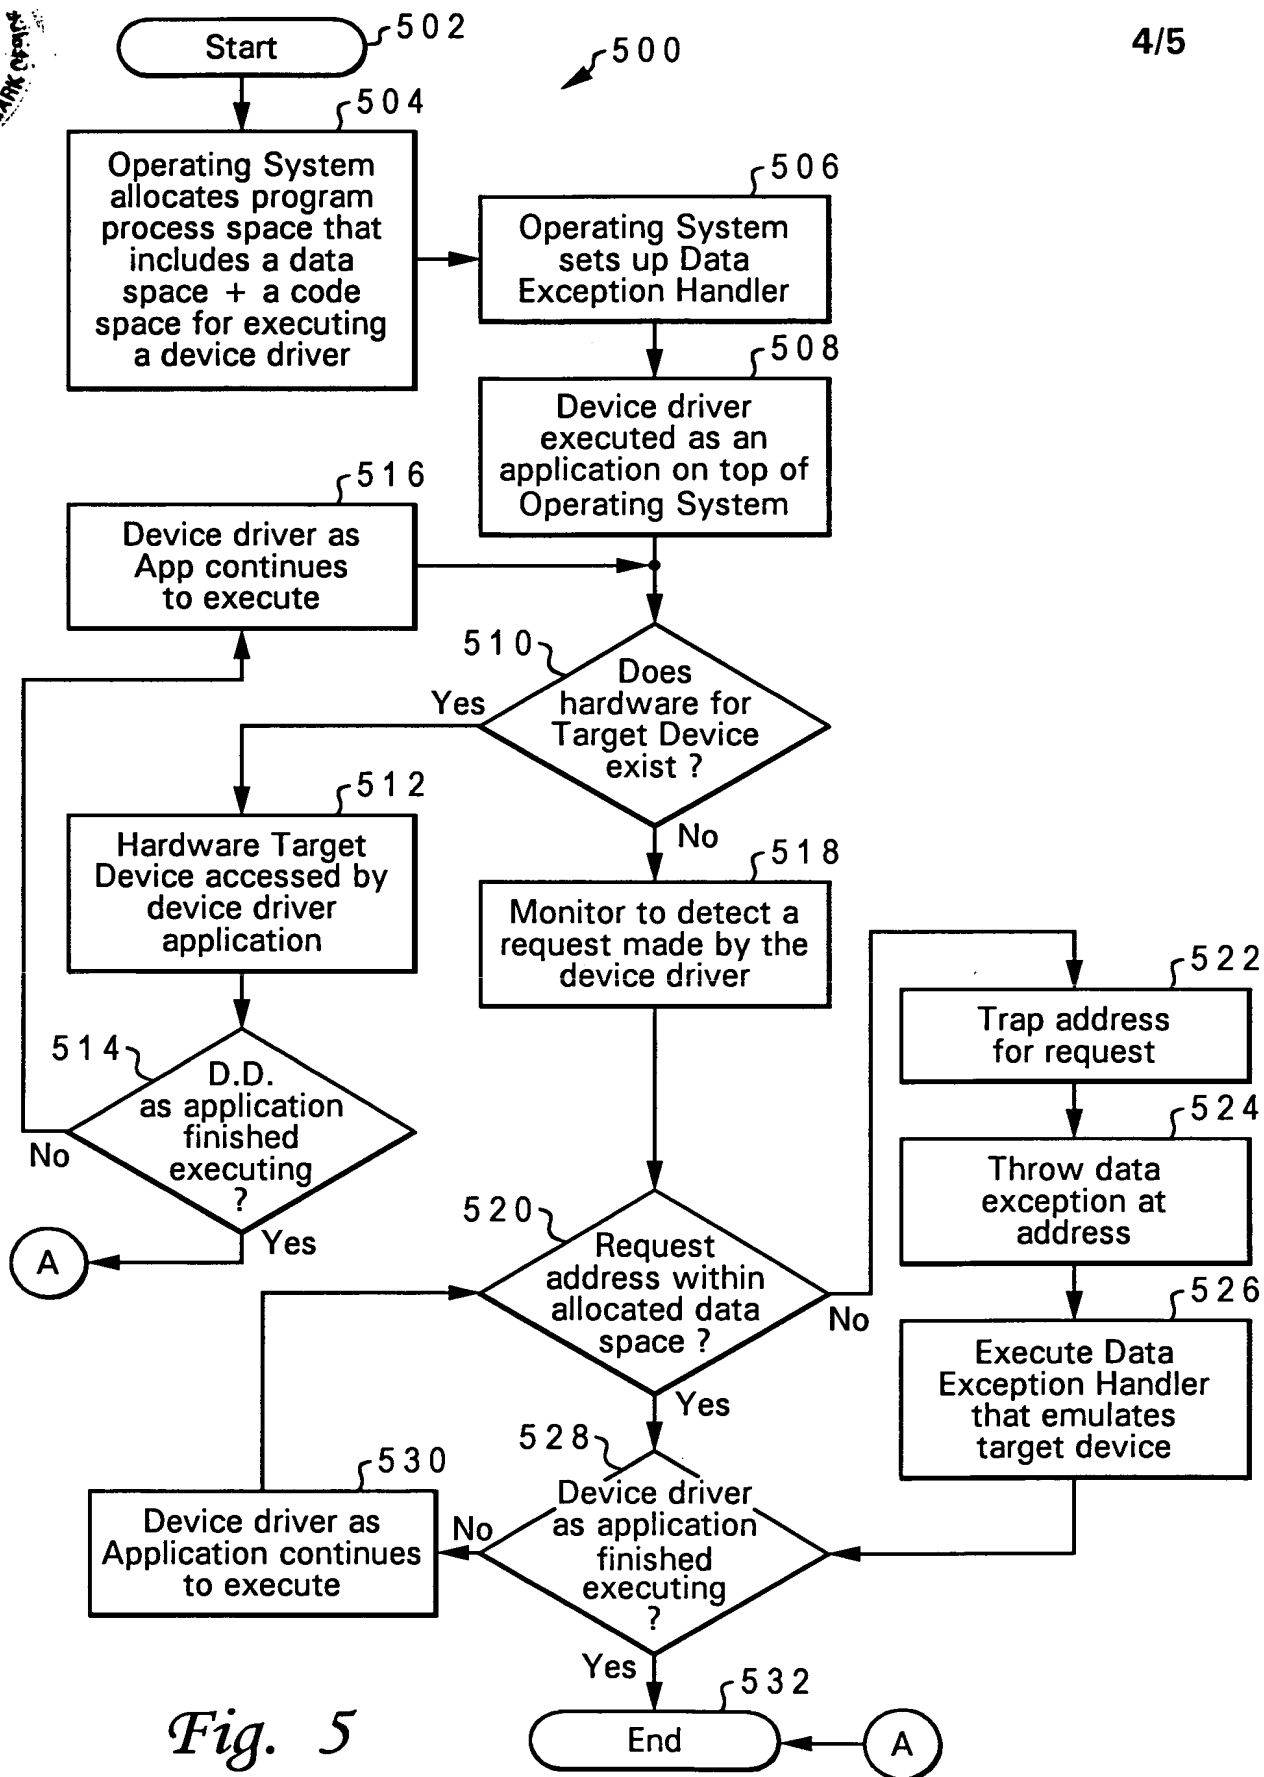 4/5
500
Start
502
504
Operating System
allocates program
process space that
includes a data
space + a code
space for executing
a device driver
506
Operating System
sets up Data
Exception Handler
508
Device driver
executed as an
application on top of
Operating System
516
Device driver as
App continues
to execute
510
Does
hardware for
Target Device
exist ?
Yes
No
512
Hardware Target
Device accessed by
device driver
application
514
D.D.
as application
finished
executing
?
No
Yes
A
518
Monitor to detect a
request made by the
device driver
520
Request
address within
allocated data
space ?
No
Yes
522
Trap address
for request
524
Throw data
exception at
address
526
Execute Data
Exception Handler
that emulates
target device
528
Device driver
as application
finished
executing
?
No
Yes
530
Device driver as
Application continues
to execute
532
End
A
Fig. 5